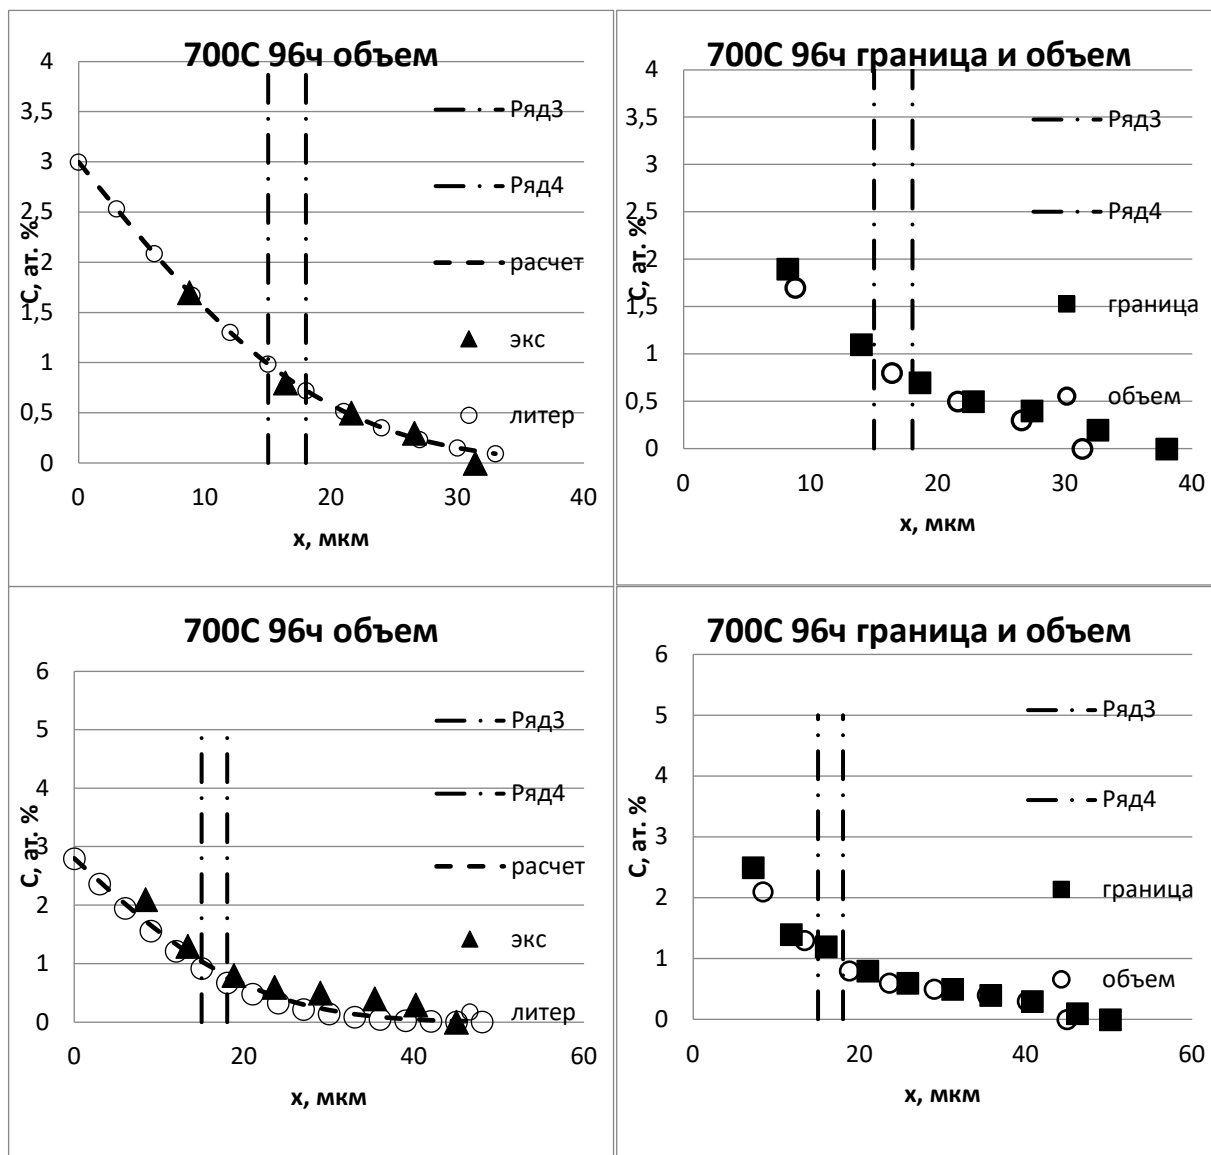 700C 96ч объем
4
3,5
3
2,5
2
1,5
1
0,5
0
C, ат. %
0 10 20 30 40
x, мкм
Ряд3
Ряд4
расчет
экс
литер
700C 96ч граница и объем
4
3,5
3
2,5
2
1,5
1
0,5
0
C, ат. %
0 10 20 30 40
x, мкм
Ряд3
Ряд4
граница
объем
700C 96ч объем
6
5
4
3
2
1
0
C, ат. %
0 20 40 60
x, мкм
Ряд3
Ряд4
расчет
экс
литер
700C 96ч граница и объем
6
5
4
3
2
1
0
C, ат. %
0 20 40 60
x, мкм
Ряд3
Ряд4
граница
объем